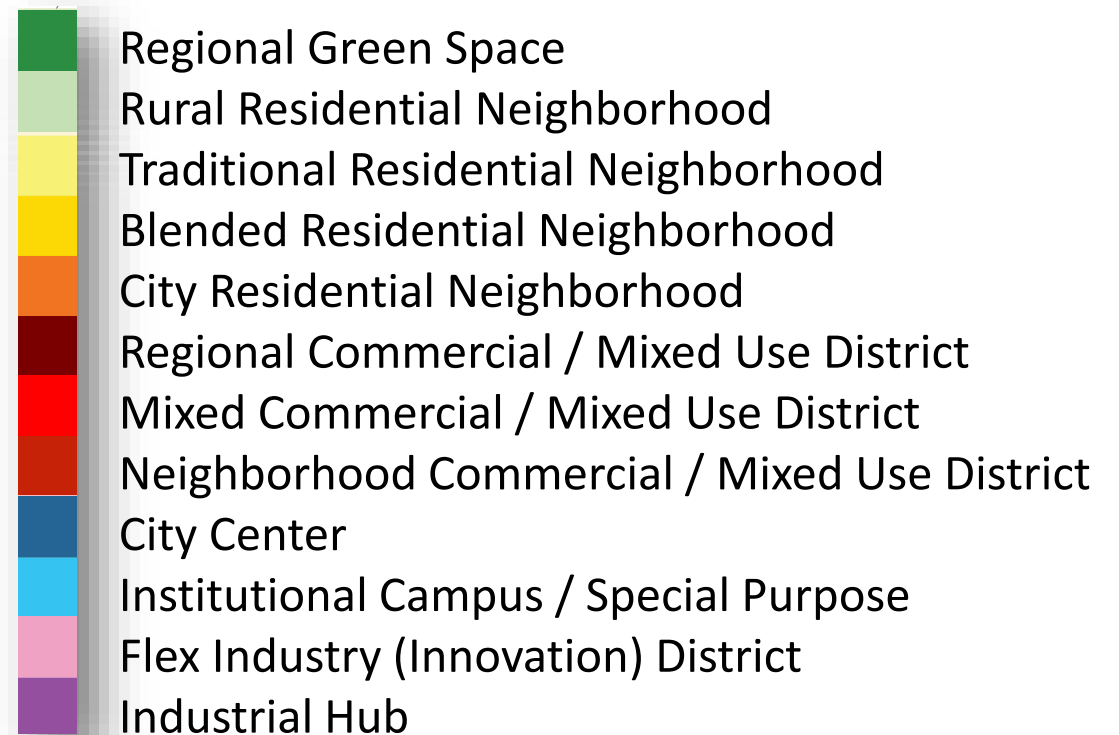 Regional Green Space
Rural Residential Neighborhood
Traditional Residential Neighborhood
Blended Residential Neighborhood
City Residential Neighborhood
Regional Commercial / Mixed Use District
Mixed Commercial / Mixed Use District
Neighborhood Commercial / Mixed Use District
City Center
Institutional Campus / Special Purpose
Flex Industry (Innovation) District
Industrial Hub